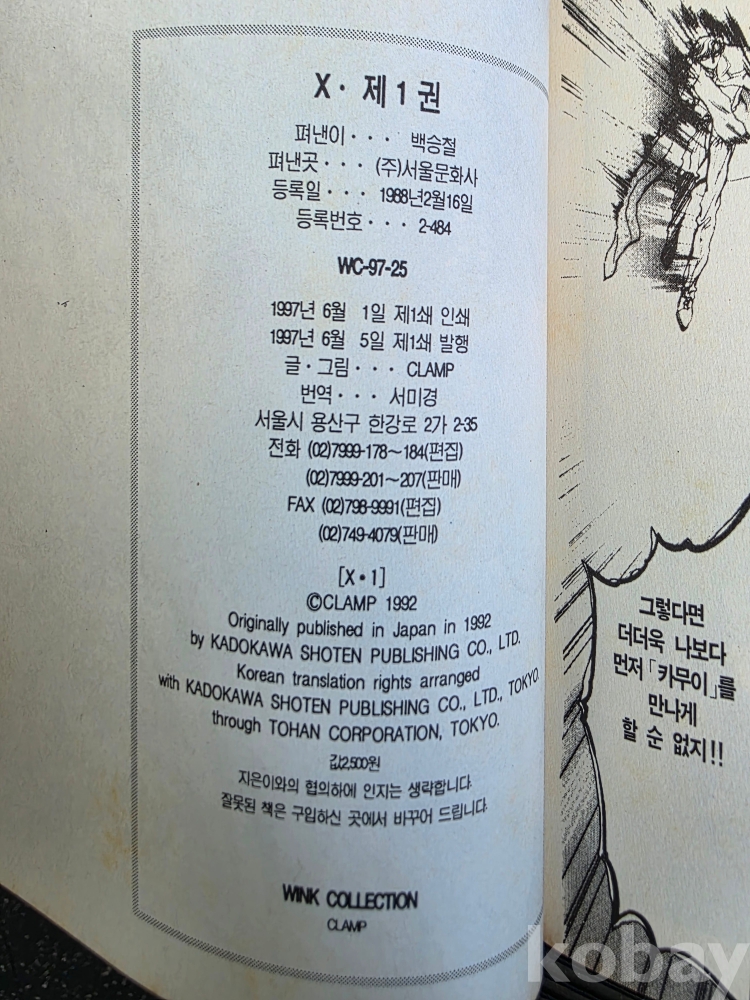 X · 제1권
펴낸이 · · · 백승철
펴낸곳 · · · (주)서울문화사
등록일 · · · 1988년2월16일
등록번호 · · · 2-484
WC-97-25
1997년 6월 1일 제1쇄 인쇄
1997년 6월 5일 제1쇄 발행
글 · 그림 · · · CLAMP
번역 · · · 서미경
서울시 용산구 한강로 2가 2-35
전화 (02)7999-178~184(편집)
(02)7999-201~207(판매)
FAX (02)798-9991(편집)
(02)749-4079(판매)
[X · 1]
©CLAMP 1992
Originally published in Japan in 1992
by KADOKAWA SHOTEN PUBLISHING CO., LTD.
Korean translation rights arranged
with KADOKAWA SHOTEN PUBLISHING CO., LTD., TOKYO.
through TOHAN CORPORATION, TOKYO.
값2,500원
지은이와의 협의하에 인지는 생략합니다.
잘못된 책은 구입하신 곳에서 바꾸어 드립니다.
WINK COLLECTION
CLAMP
그렇다면
더더욱 나보다
먼저 「카무이」를
만나게
할 순 없지!!
kobay